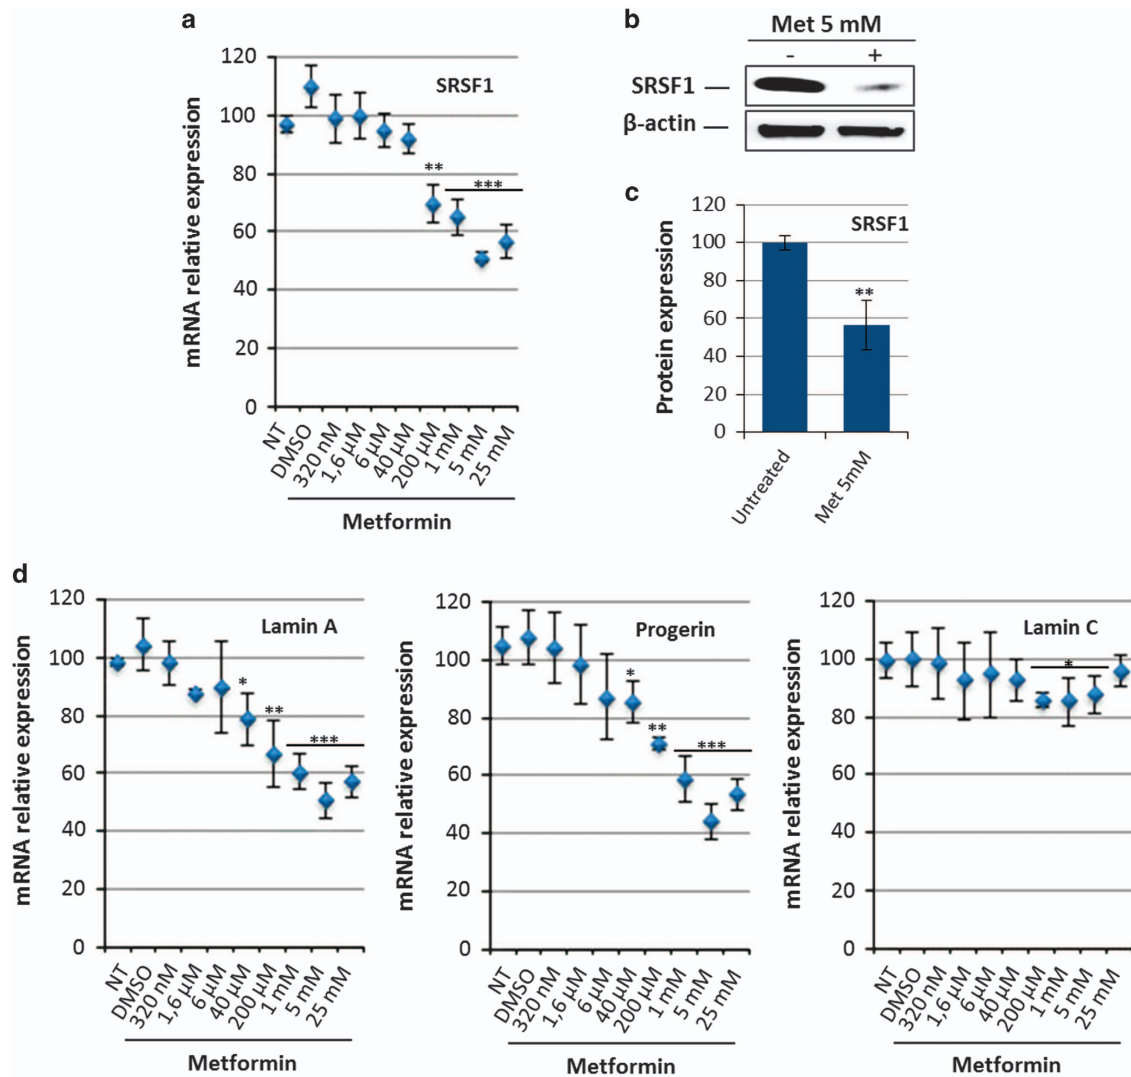 a
120
100
80
60
40
20
0
mRNA relative expression
SRSF1
**
***
NT
DMSO
320 nM
1,6 µM
6 µM
40 µM
200 µM
1 mM
5 mM
25 mM
Metformin
b
Met 5 mM
- +
SRSF1
β-actin
c
120
100
80
60
40
20
0
Protein expression
SRSF1
**
Untreated
Met 5mM
d
120
100
80
60
40
20
0
mRNA relative expression
Lamin A
*
**
***
NT
DMSO
320 nM
1,6 µM
6 µM
40 µM
200 µM
1 mM
5 mM
25 mM
Metformin
120
100
80
60
40
20
0
mRNA relative expression
Progerin
*
**
***
NT
DMSO
320 nM
1,6 µM
6 µM
40 µM
200 µM
1 mM
5 mM
25 mM
Metformin
120
100
80
60
40
20
0
mRNA relative expression
Lamin C
*
NT
DMSO
320 nM
1,6 µM
6 µM
40 µM
200 µM
1 mM
5 mM
25 mM
Metformin